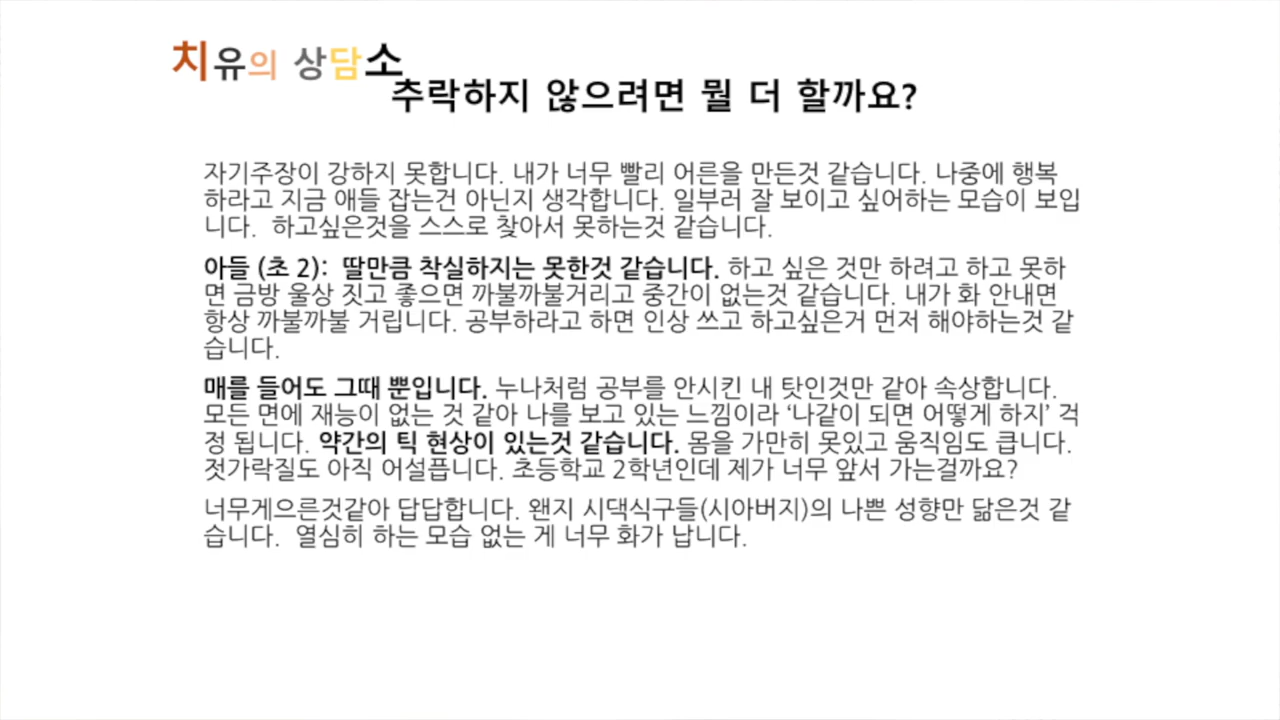 치유의 상담소
추락하지 않으려면 뭘 더 할까요?
자기주장이 강하지 못합니다. 내가 너무 빨리 어른을 만든것 같습니다. 나중에 행복
하라고 지금 애들 잡는건 아닌지 생각합니다. 일부러 잘 보이고 싶어하는 모습이 보입
니다.  하고싶은것을 스스로 찾아서 못하는것 같습니다.
아들 (초 2):  딸만큼 착실하지는 못한것 같습니다. 하고 싶은 것만 하려고 하고 못하
면 금방 울상 짓고 좋으면 까불까불거리고 중간이 없는것 같습니다. 내가 화 안내면
항상 까불까불 거립니다. 공부하라고 하면 인상 쓰고 하고싶은거 먼저 해야하는것 같
습니다.
매를 들어도 그때 뿐입니다. 누나처럼 공부를 안시킨 내 탓인것만 같아 속상합니다.
모든 면에 재능이 없는 것 같아 나를 보고 있는 느낌이라 ‘나같이 되면 어떻게 하지’ 걱
정 됩니다. 약간의 틱 현상이 있는것 같습니다. 몸을 가만히 못있고 움직임도 큽니다.
젓가락질도 아직 어설픕니다. 초등학교 2학년인데 제가 너무 앞서 가는걸까요?
너무게으른것같아 답답합니다. 왠지 시댁식구들(시아버지)의 나쁜 성향만 닮은것 같
습니다.  열심히 하는 모습 없는 게 너무 화가 납니다.